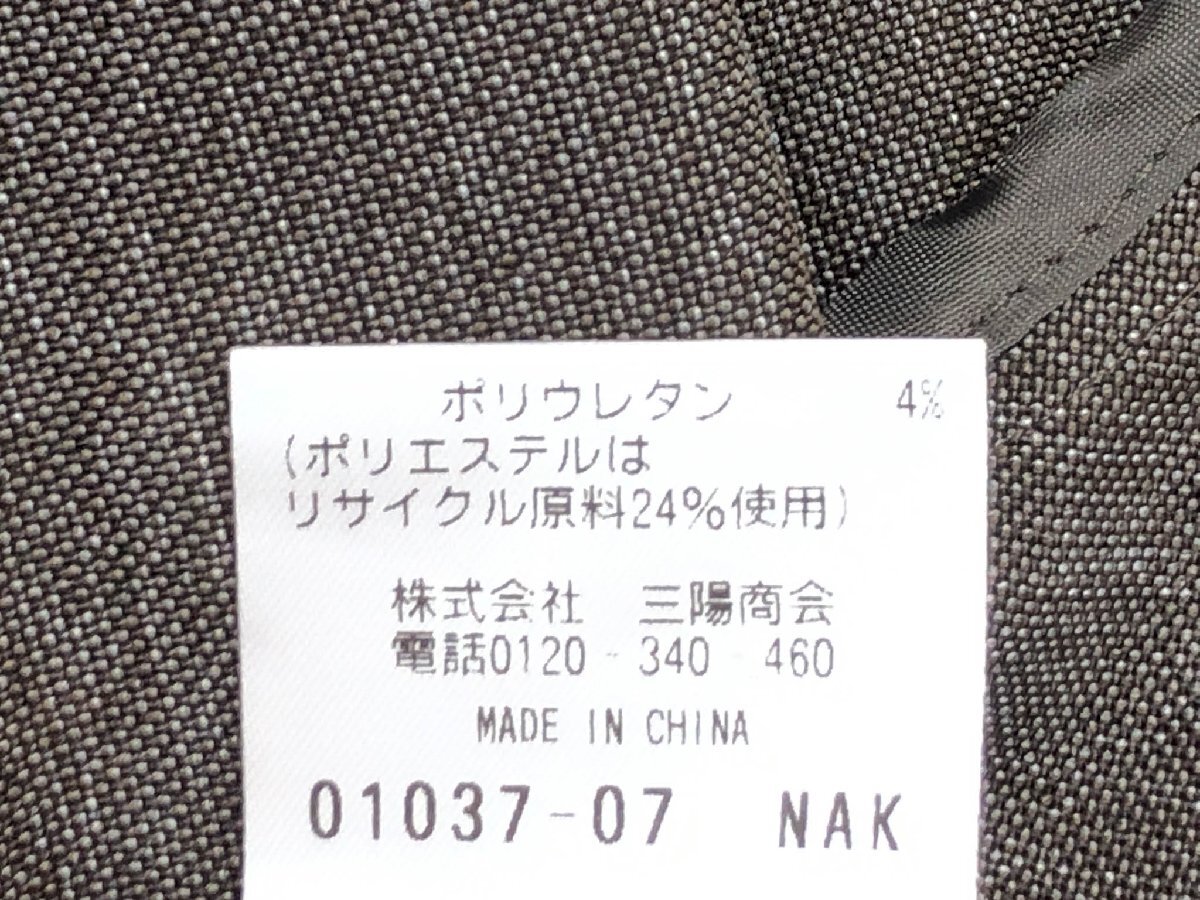 ポリウレタン 4%
(ポリエステルは
リサイクル原料24%使用)
株式会社 三陽商会
電話0120-340-460
MADE IN CHINA
01037-07 NAK